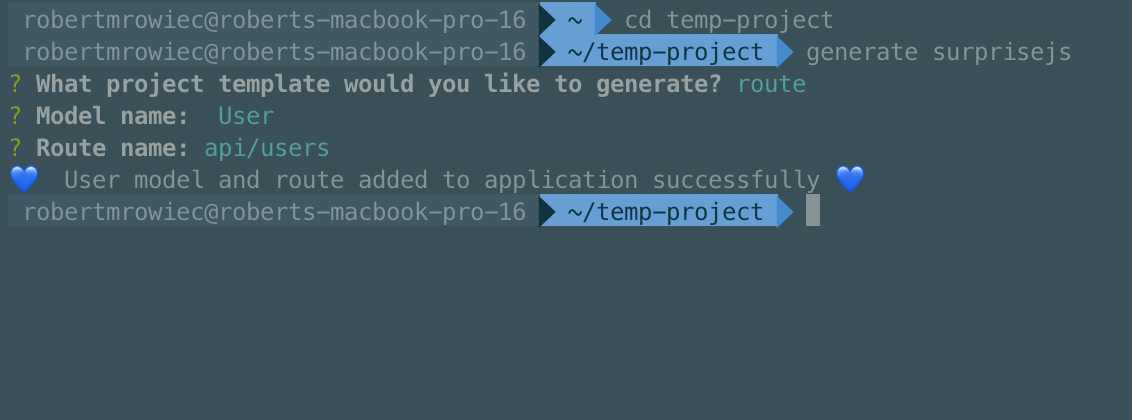 robertmrowiec@roberts-macbook-pro-16 ~ cd temp-project
robertmrowiec@roberts-macbook-pro-16 ~/temp-project generate surprisejs
? What project template would you like to generate? route
? Model name: User
? Route name: api/users
💙 User model and route added to application successfully 💙
robertmrowiec@roberts-macbook-pro-16 ~/temp-project